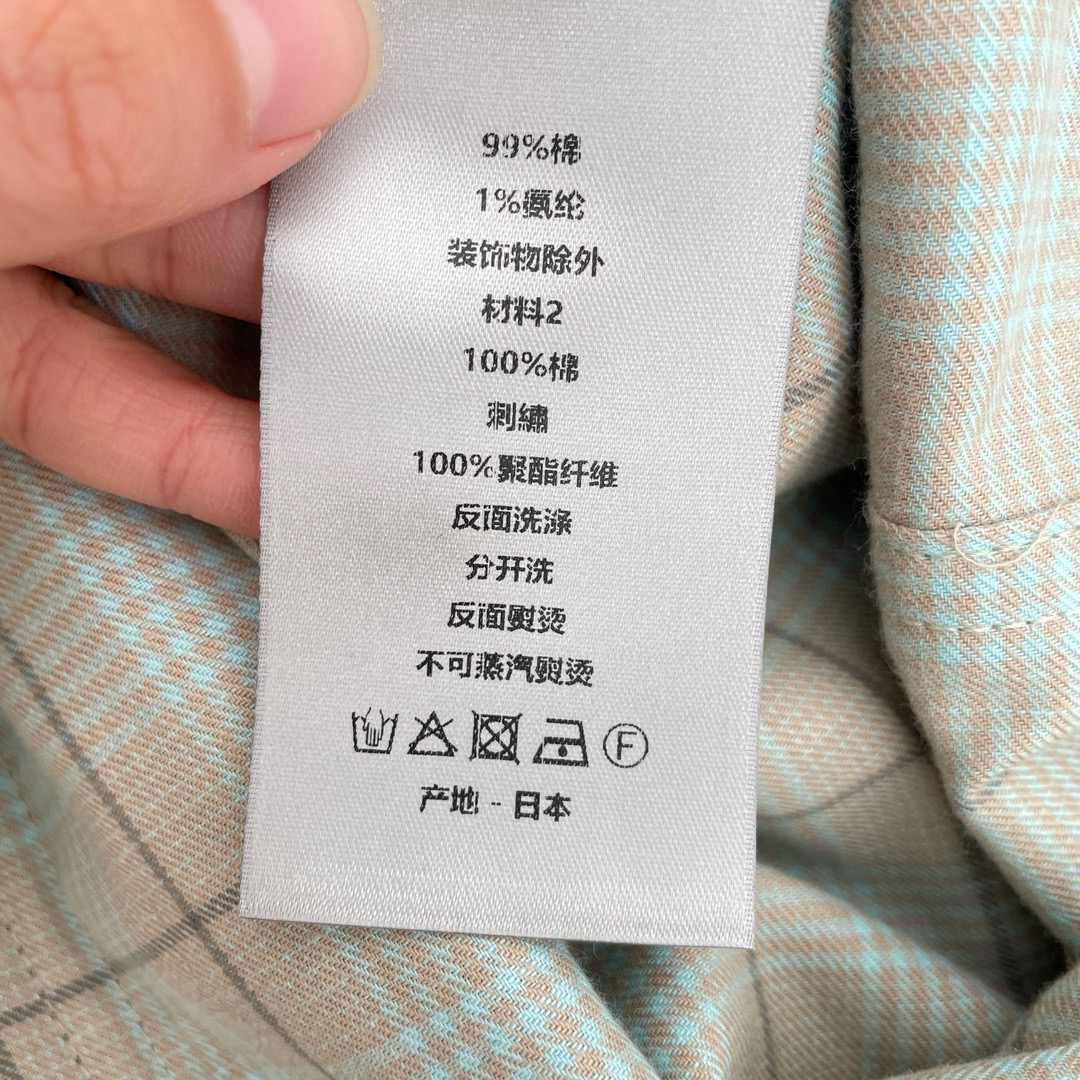 99%棉
1%氨纶
装饰物除外
材料2
100%棉
刺繡
100%聚酯纤维
反面洗涤
分开洗
反面熨烫
不可蒸汽熨烫
F
产地 - 日本